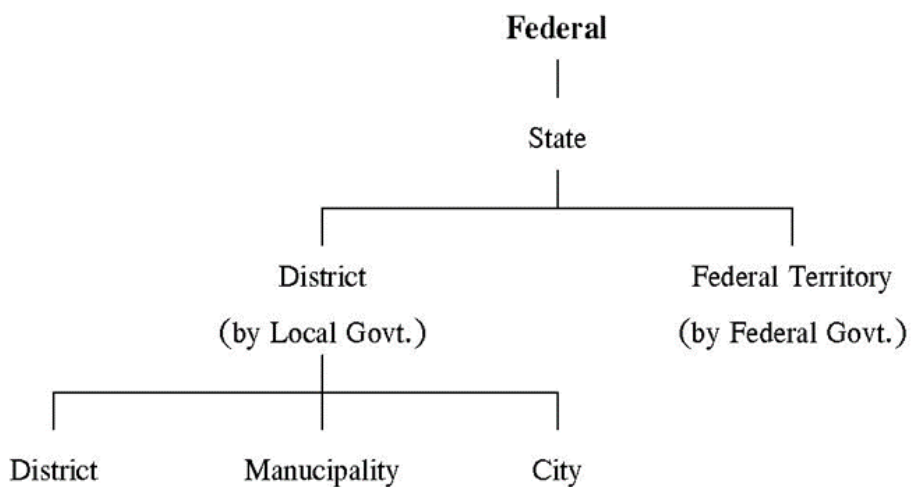 Federal
State
District
Federal Territory
(by Local Govt.)
(by Federal Govt.)
District
Manucipality
City